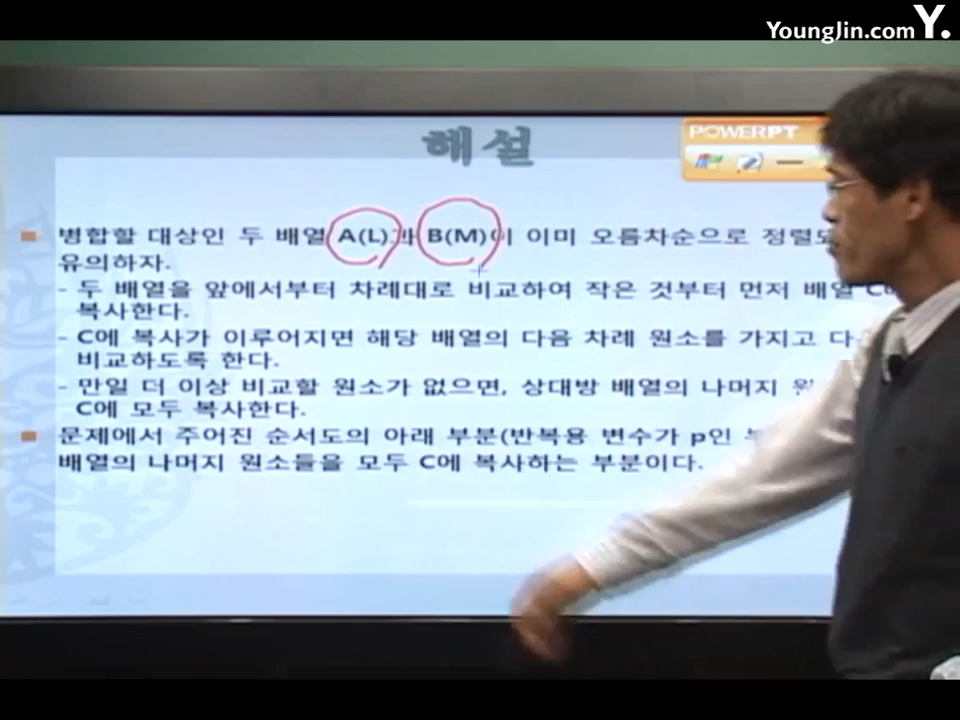 YoungJin.com Y.
해설
POWERPT
병합할 대상인 두 배열 A(L)과 B(M)이 이미 오름차순으로
유의하자.
- 두 배열을 앞에서부터 차례대로 비교하여 작은 것부터 먼저 배열
복사한다.
- C에 복사가 이루어지면 해당 배열의 다음 차례 원소를 가지고
비교하도록 한다.
- 만일 더 이상 비교할 원소가 없으면, 상대방 배열의 나머지
C에 모두 복사한다.
문제에서 주어진 순서도의 아래 부분(반복용 변수가 p인
배열의 나머지 원소들을 모두 C에 복사하는 부분이다.